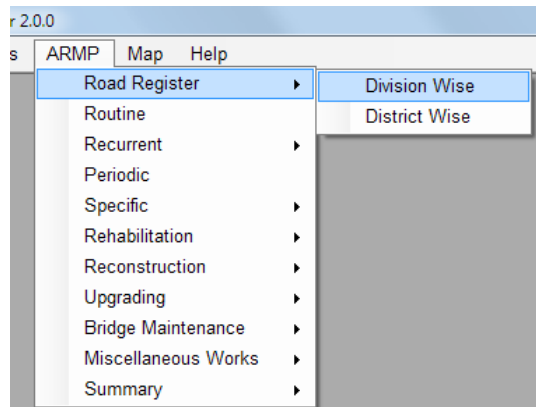 r 2.0.0
s ARMP Map Help
Road Register Division Wise
Routine District Wise
Recurrent
Periodic
Specific
Rehabilitation
Reconstruction
Upgrading
Bridge Maintenance
Miscellaneous Works
Summary